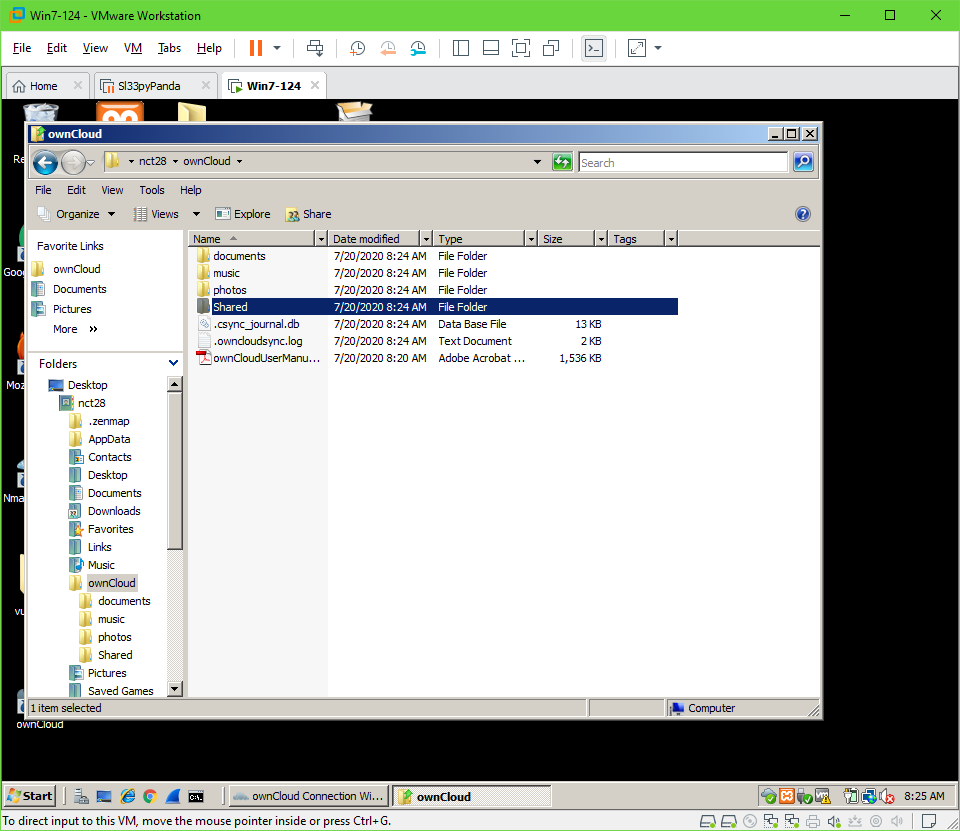 Win7-124 - VMware Workstation
File Edit View VM Tabs Help
Home Sl33pyPanda Win7-124
ownCloud
nct28 ownCloud Search
File Edit View Tools Help
Organize Views Explore Share
Name Date modified Type Size Tags
documents 7/20/2020 8:24 AM File Folder
music 7/20/2020 8:24 AM File Folder
photos 7/20/2020 8:24 AM File Folder
Shared 7/20/2020 8:24 AM File Folder
.csync_journal.db 7/20/2020 8:24 AM Data Base File 13 KB
.owncloudsync.log 7/20/2020 8:24 AM Text Document 2 KB
ownCloudUserManu... 7/20/2020 8:20 AM Adobe Acrobat ... 1,536 KB
Favorite Links
ownCloud
Documents
Pictures
More »
Folders
Desktop
nct28
.zenmap
AppData
Contacts
Desktop
Documents
Downloads
Favorites
Links
Music
ownCloud
documents
music
photos
Shared
Pictures
Saved Games
1 item selected Computer
Re
Goo
Moz
Nma
vu
ownCloud
Start ownCloud Connection Wi... ownCloud 8:25 AM
To direct input to this VM, move the mouse pointer inside or press Ctrl+G.